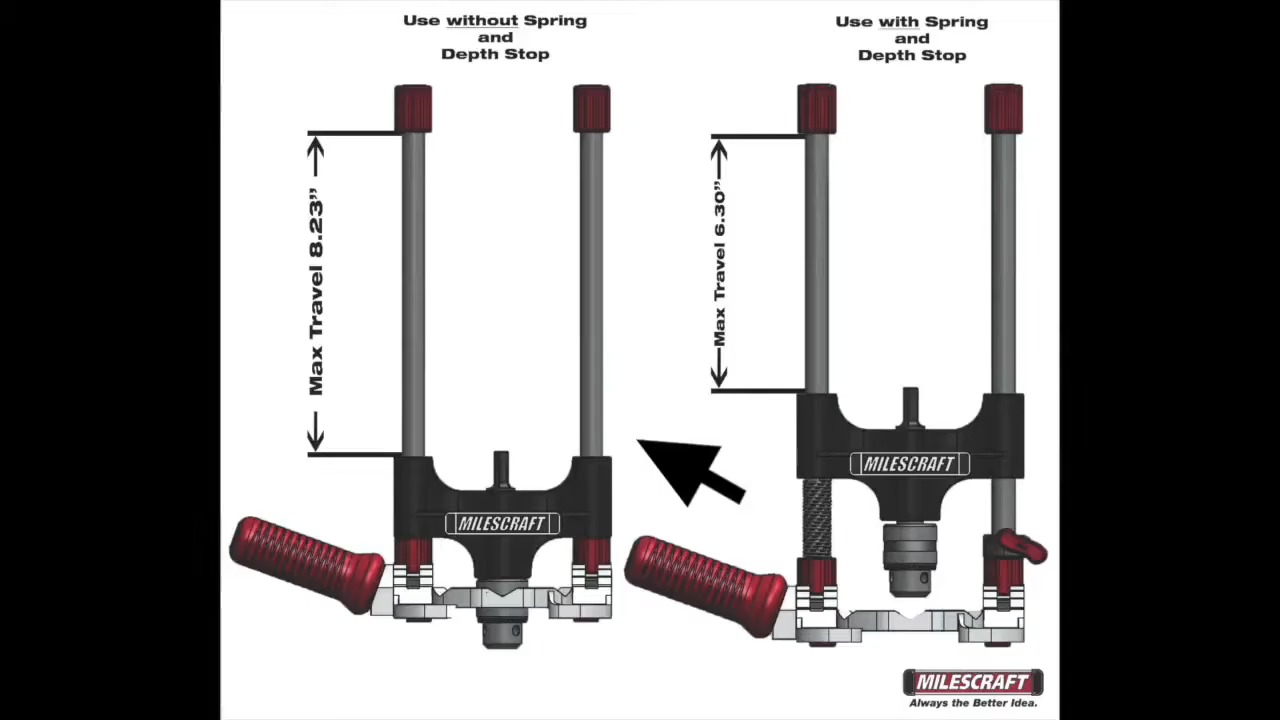 Use without Spring
and
Depth Stop
Use with Spring
and
Depth Stop
Max Travel 8.23”
Max Travel 6.30”
MILESCRAFT
MILESCRAFT
MILESCRAFT
Always the Better Idea.